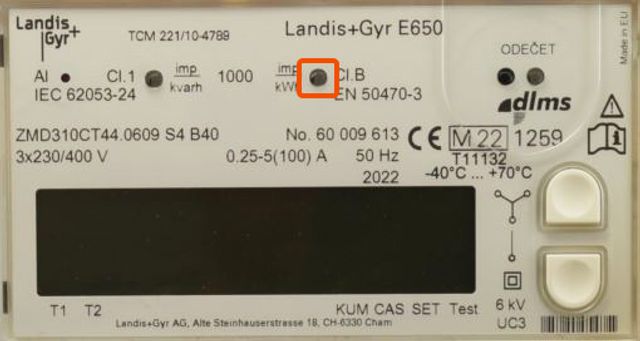 Landis+Gyr+
TCM 221/10-4789
Landis+Gyr E650
Made in EU
ODEČET
AI
Cl.1
imp
kvarh
1000
imp
Cl.B
IEC 62053-24
EN 50470-3
dlms
ZMD310CT44.0609 S4 B40
No. 60 009 613
CE M 22 1259
3x230/400 V
0.25-5(100) A
50 Hz
T11132
2022
-40°C ... +70°C
T1 T2
KUM CAS SET Test
6 kV
UC3
Landis+Gyr AG, Alte Steinhauserstrasse 18, CH-6330 Cham